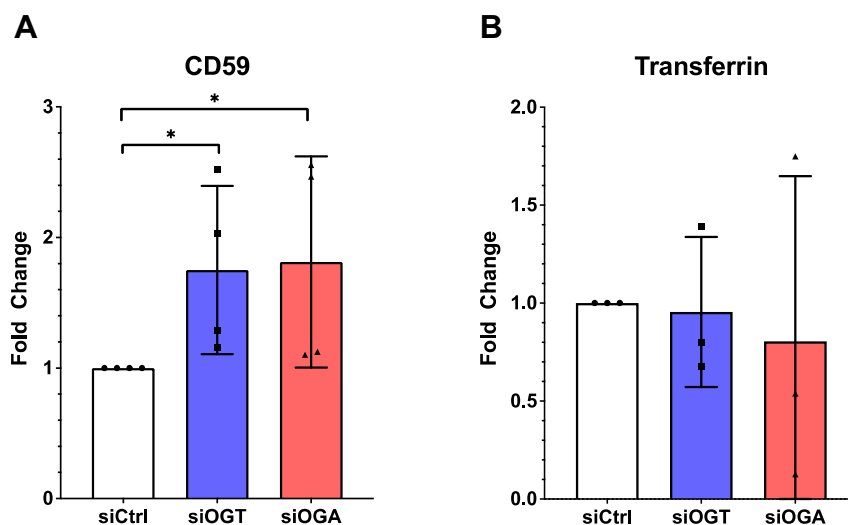 A
CD59
*
*
Fold Change
3
2
1
0
siCtrl siOGT siOGA
B
Transferrin
Fold Change
2.0
1.5
1.0
0.5
0.0
siCtrl siOGT siOGA